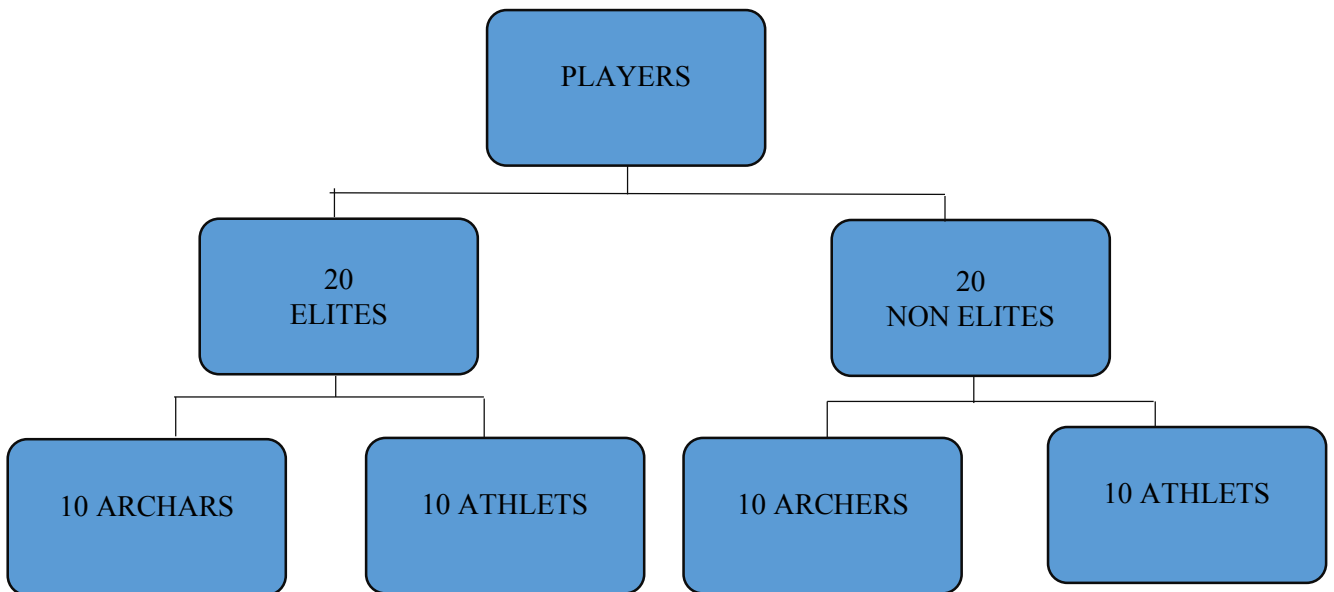 PLAYERS
20
ELITES
20
NON ELITES
10 ARCHARS
10 ATHLETS
10 ARCHERS
10 ATHLETS